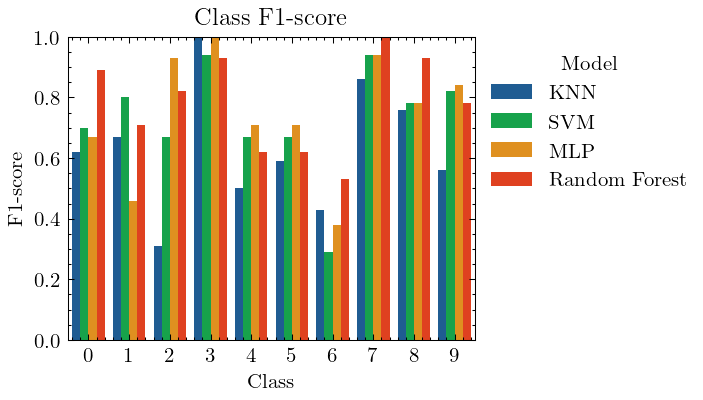 Class F1-score
1.0
0.8
0.6
0.4
0.2
0.0
F1-score
0 1 2 3 4 5 6 7 8 9
Class
Model
KNN
SVM
MLP
Random Forest